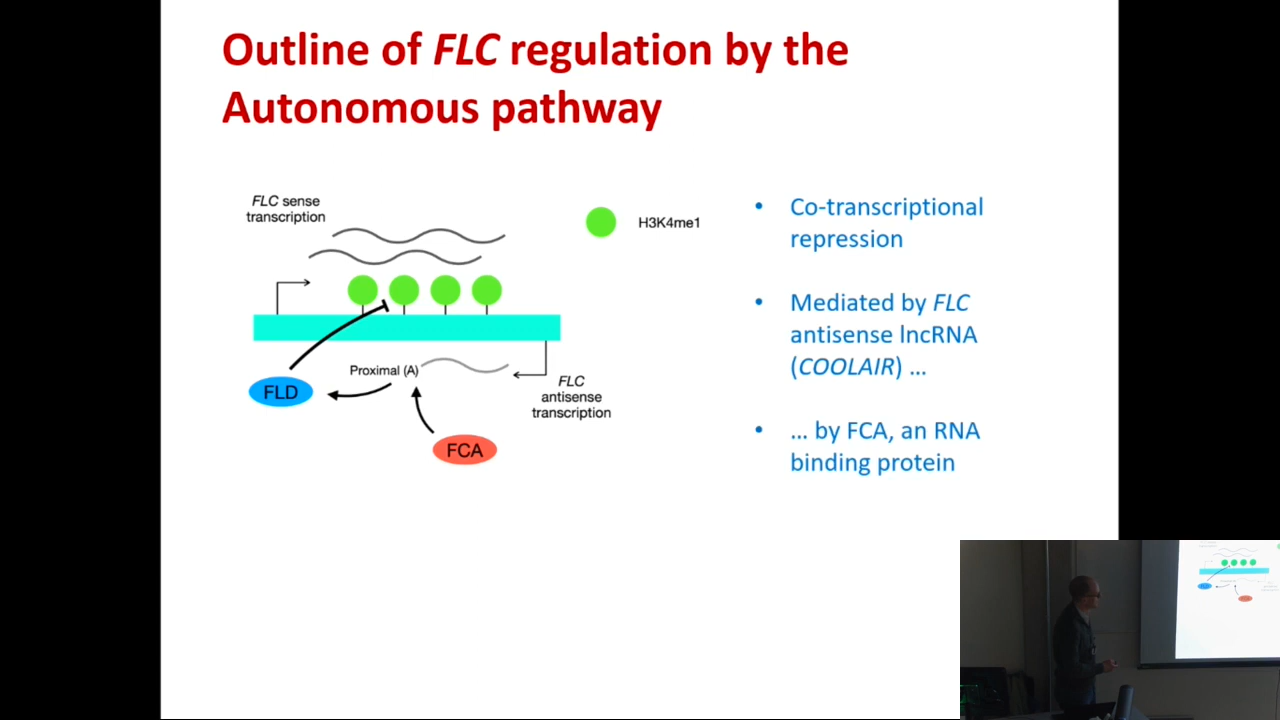 Outline of FLC regulation by the
Autonomous pathway
FLC sense
transcription
H3K4me1
Proximal (A)
FLD
FLC
antisense
transcription
FCA
• Co-transcriptional
repression
• Mediated by FLC
antisense lncRNA
(COOLAIR) ...
• ... by FCA, an RNA
binding protein